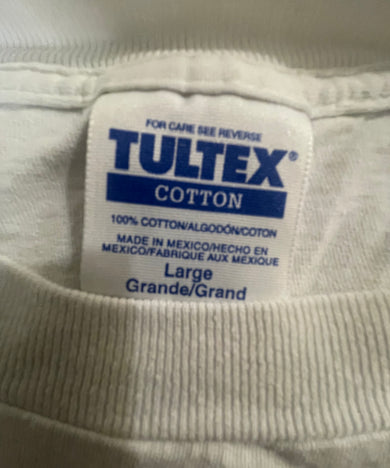 FOR CARE SEE REVERSE
TULTEX®
COTTON
100% COTTON/ALGODÓN/COTON
MADE IN MEXICO/HECHO EN
MEXICO/FABRIQUE AUX MEXIQUE
Large
Grande/Grand